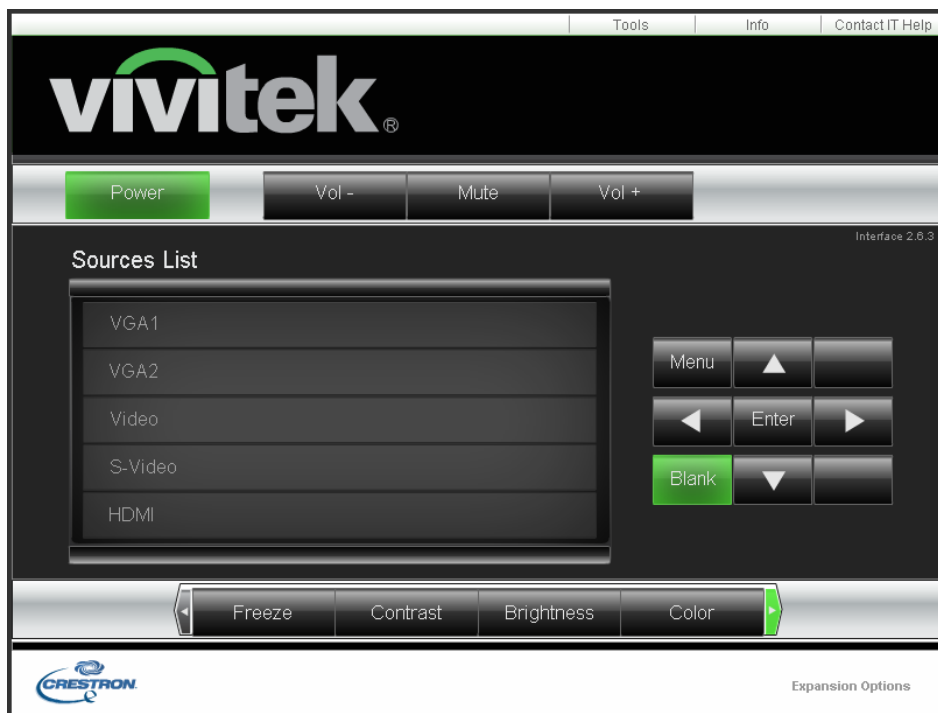 Tools Info Contact IT Help
vivitek®
Power Vol - Mute Vol +
Interface 2.6.3
Sources List
VGA1
VGA2
Video
S-Video
HDMI
Menu
Enter
Blank
Freeze Contrast Brightness Color
CRESTRON
Expansion Options